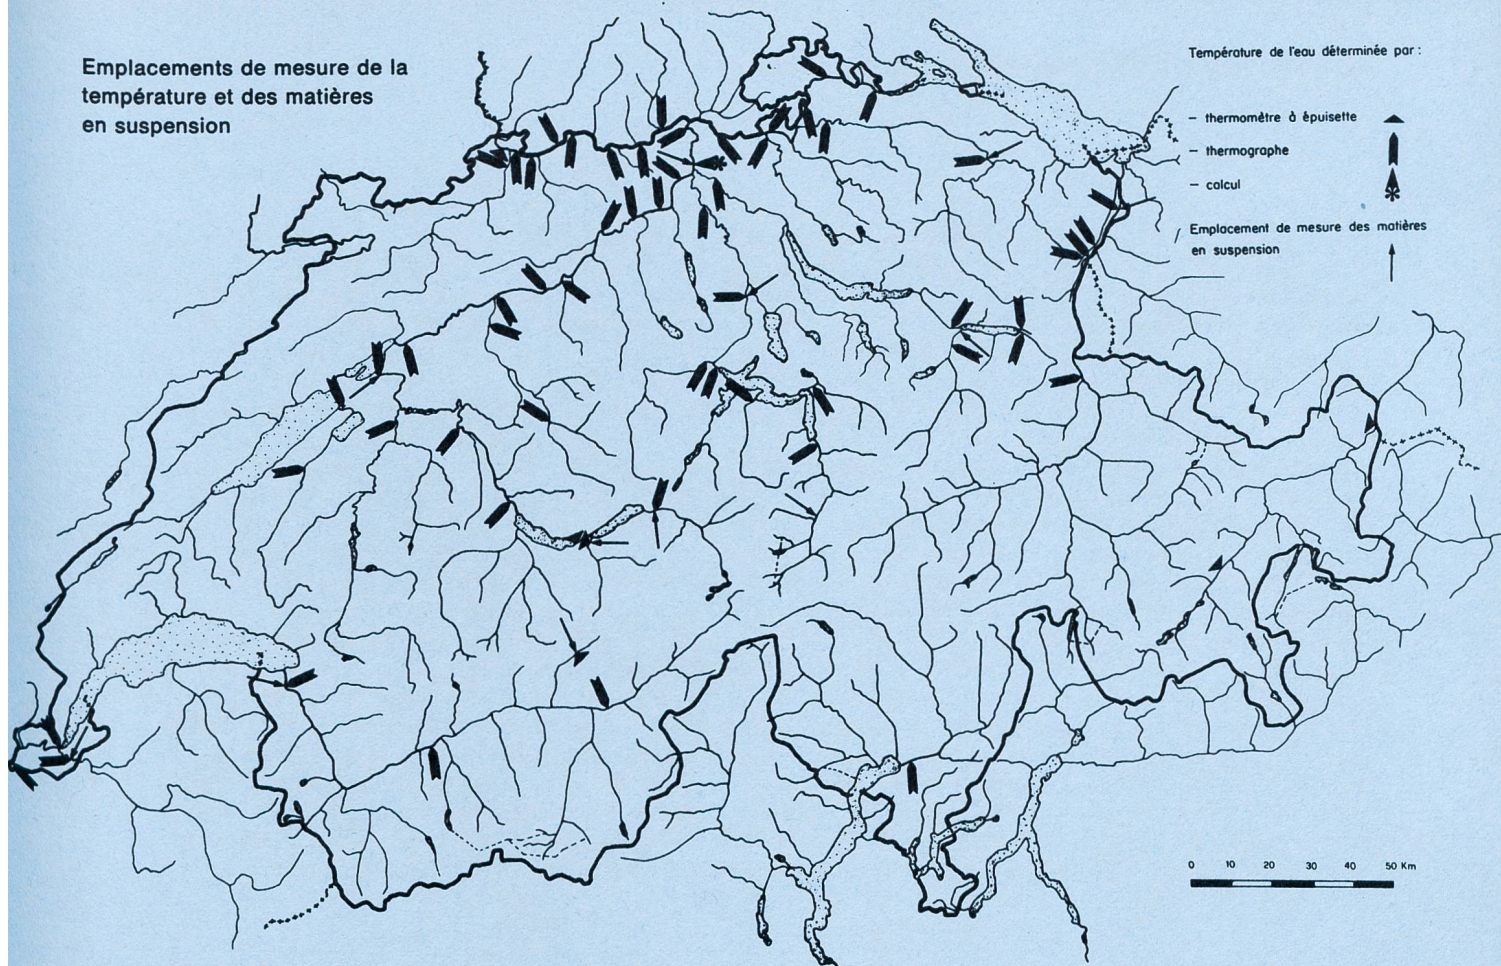 Emplacements de mesure de la
température et des matières
en suspension
Température de l'eau déterminée par :
– thermomètre à épuisette
– thermographe
– calcul
Emplacement de mesure des matières
en suspension
0 10 20 30 40 50 Km